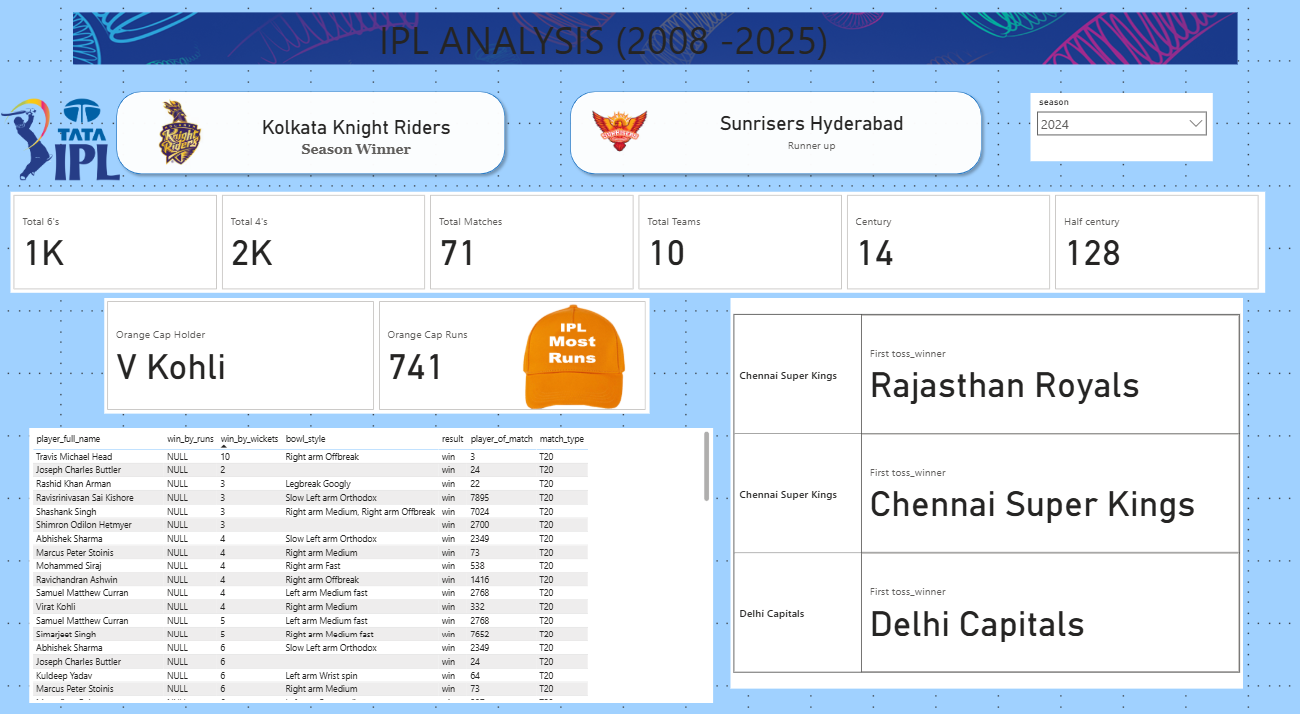 IPL ANALYSIS (2008 -2025)
TATA
IPL
Knight
Riders
Kolkata Knight Riders
Season Winner
SUNRISERS
Sunrisers Hyderabad
Runner up
season
2024
Total 6's
1K
Total 4's
2K
Total Matches
71
Total Teams
10
Century
14
Half century
128
Orange Cap Holder
V Kohli
Orange Cap Runs
741
IPL
Most
Runs
player_full_name win_by_runs win_by_wickets bowl_style result player_of_match match_type
Travis Michael Head NULL 10 Right arm Offbreak win 3 T20
Joseph Charles Buttler NULL 2 win 24 T20
Rashid Khan Arman NULL 3 Legbreak Googly win 22 T20
Ravisrinivasan Sai Kishore NULL 3 Slow Left arm Orthodox win 7895 T20
Shashank Singh NULL 3 Right arm Medium, Right arm Offbreak win 7024 T20
Shimron Odilon Hetmyer NULL 3 win 2700 T20
Abhishek Sharma NULL 4 Slow Left arm Orthodox win 2349 T20
Marcus Peter Stoinis NULL 4 Right arm Medium win 73 T20
Mohammed Siraj NULL 4 Right arm Fast win 538 T20
Ravichandran Ashwin NULL 4 Right arm Offbreak win 1416 T20
Samuel Matthew Curran NULL 4 Left arm Medium fast win 2768 T20
Virat Kohli NULL 4 Right arm Medium win 332 T20
Samuel Matthew Curran NULL 5 Left arm Medium fast win 2768 T20
Simarjeet Singh NULL 5 Right arm Medium fast win 7652 T20
Abhishek Sharma NULL 6 Slow Left arm Orthodox win 2349 T20
Joseph Charles Buttler NULL 6 win 24 T20
Kuldeep Yadav NULL 6 Left arm Wrist spin win 64 T20
Marcus Peter Stoinis NULL 6 Right arm Medium win 73 T20
Chennai Super Kings
First toss_winner
Rajasthan Royals
Chennai Super Kings
First toss_winner
Chennai Super Kings
Delhi Capitals
First toss_winner
Delhi Capitals